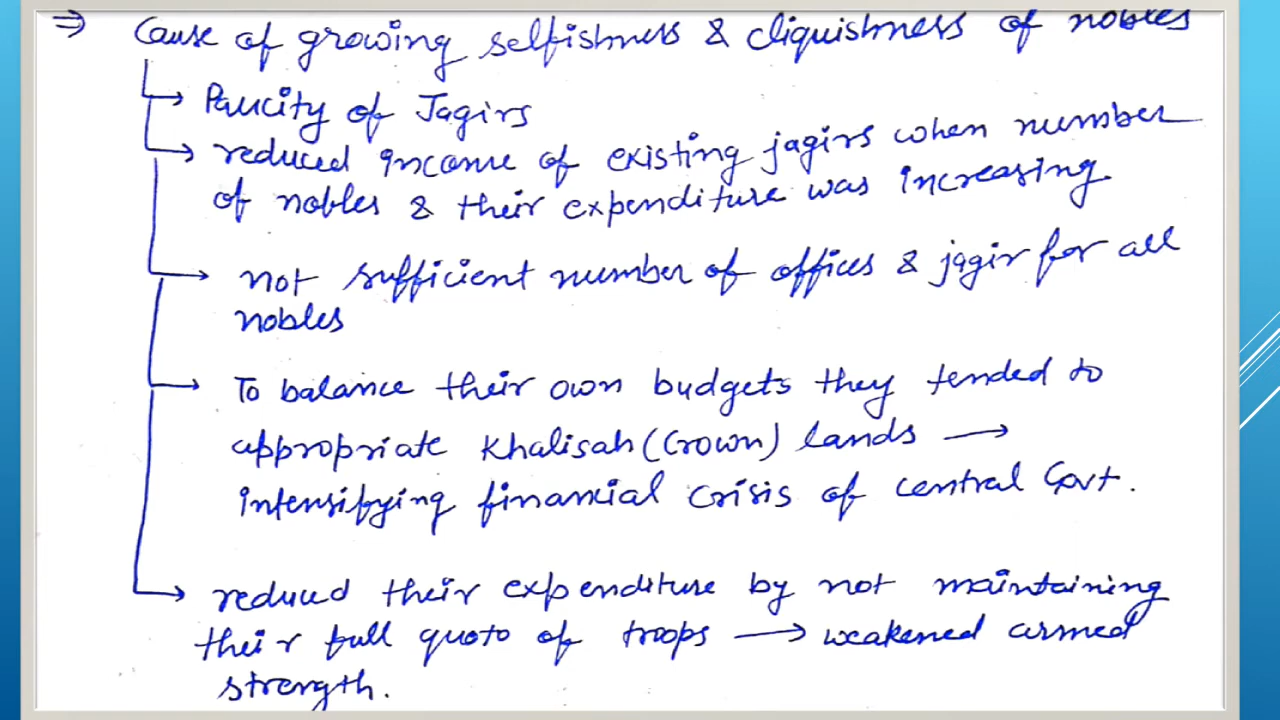 ⇒ Cause of growing selfishness & cliquishness of nobles
→ Paucity of Jagirs
→ reduced income of existing jagirs when number
of nobles & their expenditure was increasing
→ not sufficient number of offices & jagir for all
nobles
→ To balance their own budgets they tended to
appropriate Khalisah (Crown) lands →
intensifying financial crisis of central Govt.
→ reduced their expenditure by not maintaining
their full quoto of troops → weakened armed
strength.